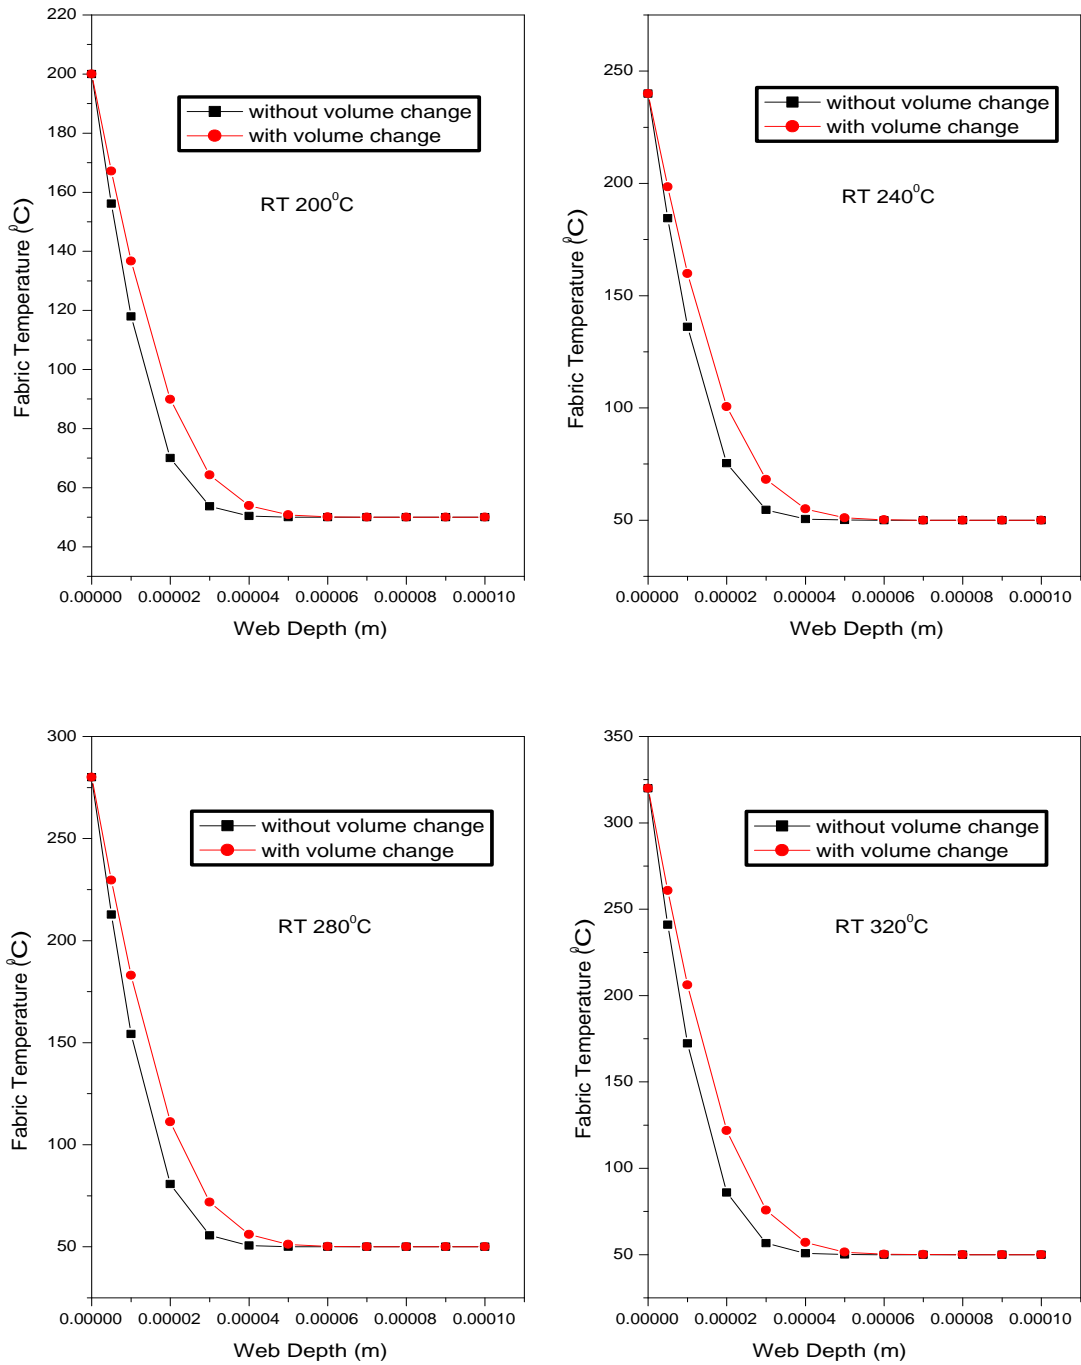 220
200
180
160
140
120
100
80
60
40
Fabric Temperature (⁰C)
without volume change
with volume change
RT 200⁰C
0.00000 0.00002 0.00004 0.00006 0.00008 0.00010
Web Depth (m)
250
200
150
100
50
Fabric Temperature (⁰C)
without volume change
with volume change
RT 240⁰C
0.00000 0.00002 0.00004 0.00006 0.00008 0.00010
Web Depth (m)
300
250
200
150
100
50
Fabric Temperature (⁰C)
without volume change
with volume change
RT 280⁰C
0.00000 0.00002 0.00004 0.00006 0.00008 0.00010
Web Depth (m)
350
300
250
200
150
100
50
Fabric Temperature (⁰C)
without volume change
with volume change
RT 320⁰C
0.00000 0.00002 0.00004 0.00006 0.00008 0.00010
Web Depth (m)